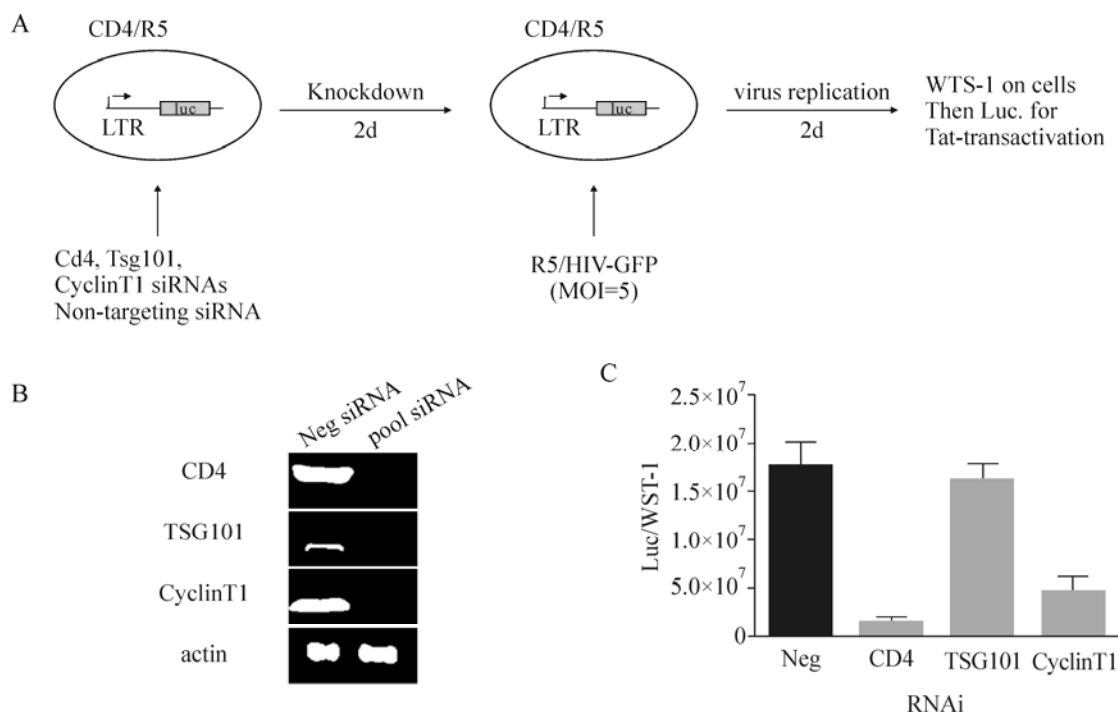 A
CD4/R5
LTR
luc
Knockdown
2d
CD4/R5
LTR
luc
virus replication
2d
WTS-1 on cells
Then Luc. for
Tat-transactivation
Cd4, Tsg101,
CyclinT1 siRNAs
Non-targeting siRNA
R5/HIV-GFP
(MOI=5)
B
Neg siRNA
pool siRNA
CD4
TSG101
CyclinT1
actin
C
Luc/WST-1
2.5×10⁷
2.0×10⁷
1.5×10⁷
1.0×10⁷
5.0×10⁷
0
Neg CD4 TSG101 CyclinT1
RNAi